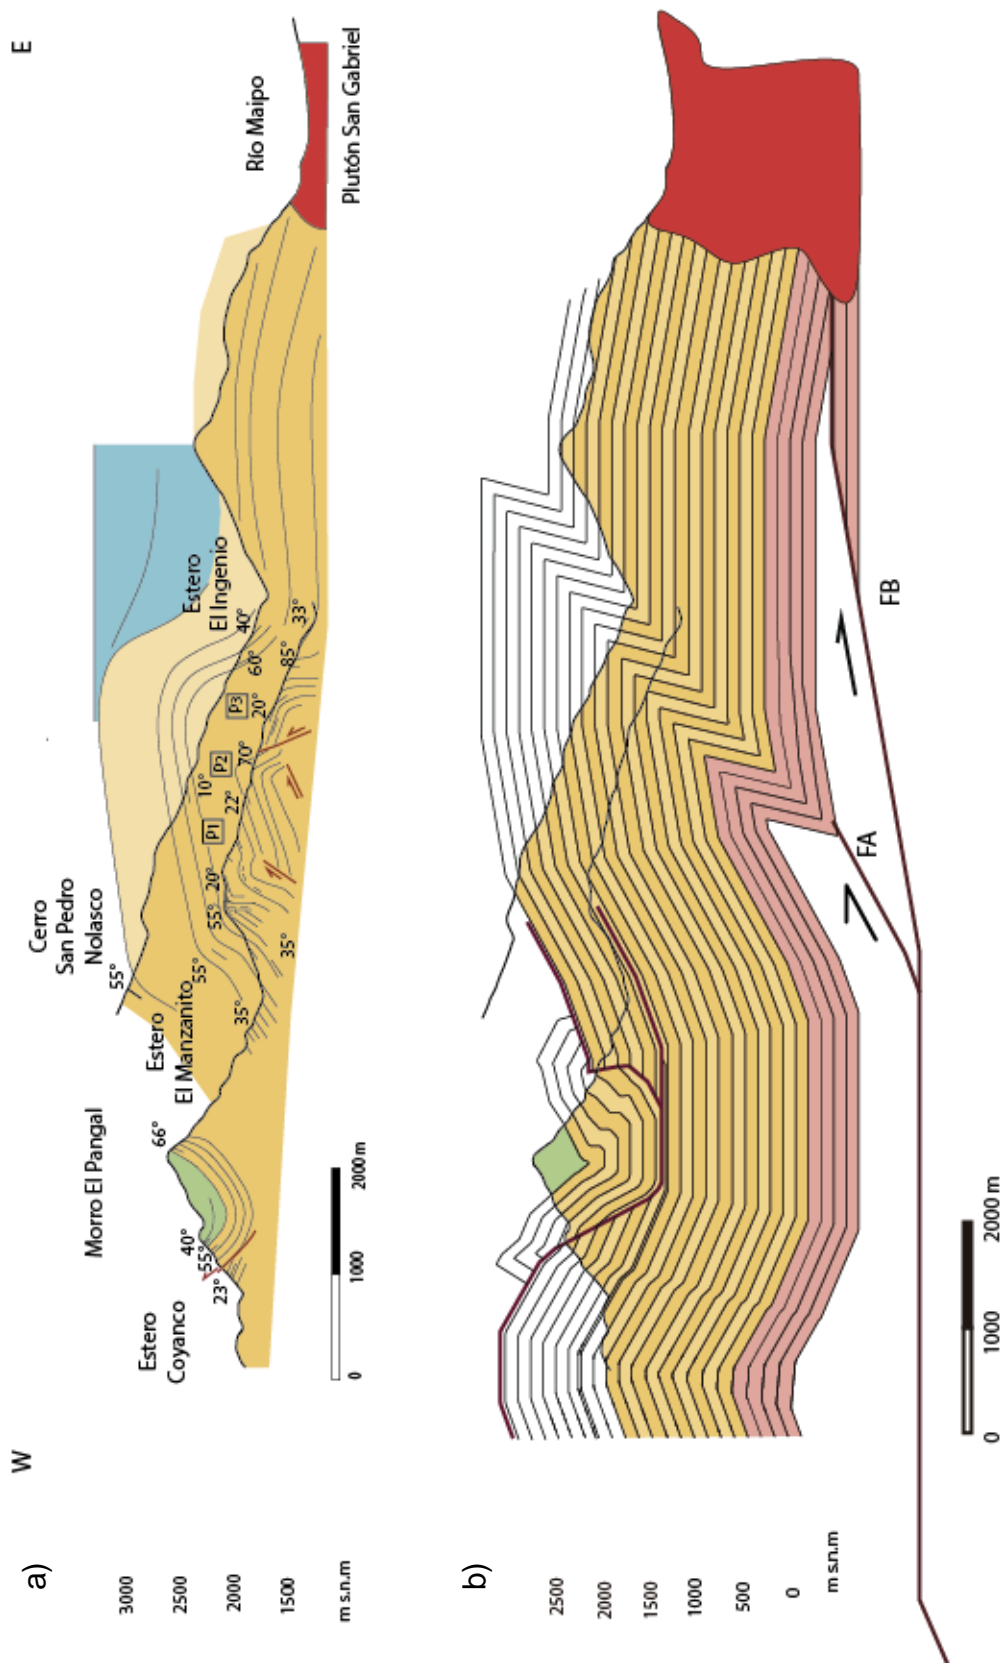 a)
W
E
Cerro
San Pedro
Nolasco
Morro El Pangal
Estero
El Manzanito
Estero
Coyanco
Estero
El Ingenio
Río Maipo
Plutón San Gabriel
3000
2500
2000
1500
m s.n.m
23°
55°
40°
66°
35°
55°
55°
35°
55°
20°
P1
22°
10°
P2
70°
20°
P3
60°
85°
40°
33°
0
1000
2000 m
b)
2500
2000
1500
1000
500
0
m s.n.m
FA
FB
0
1000
2000 m